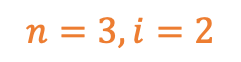 n = 3, i = 2